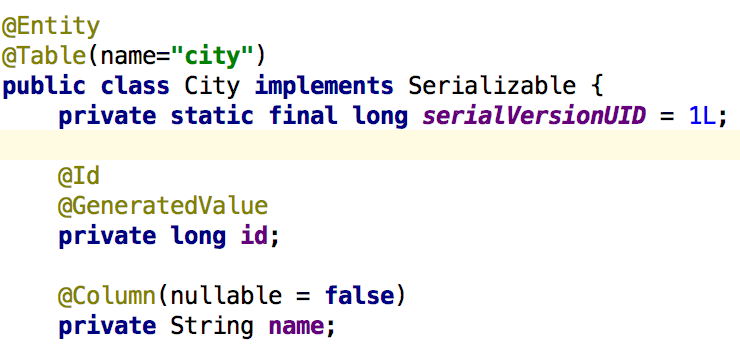 @Entity
@Table(name="city")
public class City implements Serializable {
    private static final long serialVersionUID = 1L;

    @Id
    @GeneratedValue
    private long id;

    @Column(nullable = false)
    private String name;